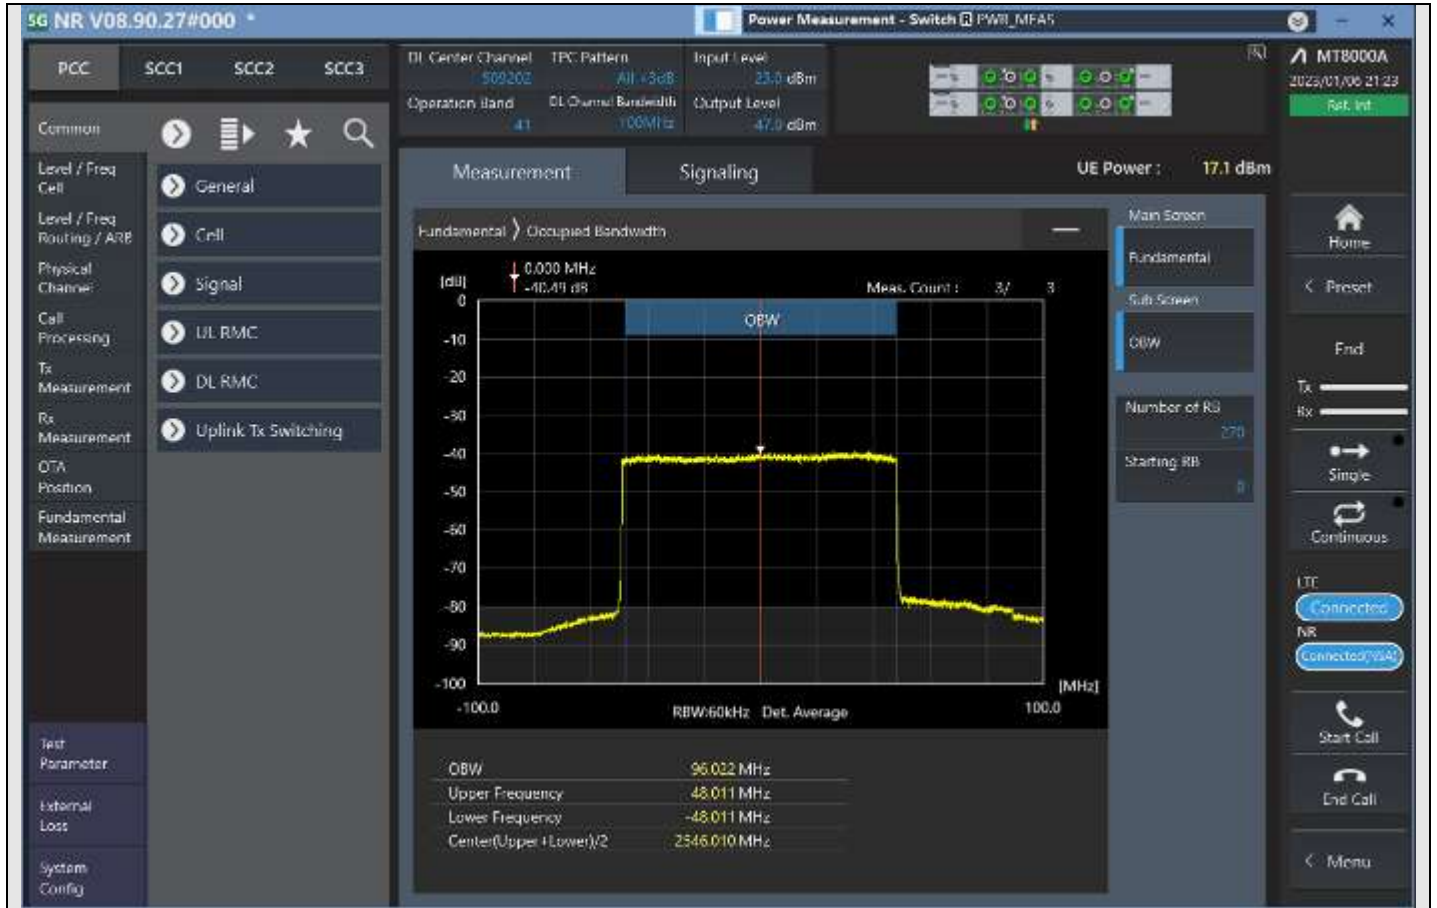 5G NR V08.90.27#000 *
Power Measurement - Switch R PWR_MEAS
PCC SCC1 SCC2 SCC3
DL Center Channel TPC Pattern Input Level
509202 All +3dB 23.0 dBm
Operation Band DL Channel Bandwidth Output Level
41 100MHz -47.0 dBm
MT8000A
2023/01/06 21:23
Ref. Int
Common
Level / Freq
Cell
Level / Freq
Routing / ARB
Physical
Channel
Call
Processing
Tx
Measurement
Rx
Measurement
OTA
Position
Fundamental
Measurement
Test
Parameter
External
Loss
System
Config
General
Cell
Signal
UL RMC
DL RMC
Uplink Tx Switching
Measurement Signaling UE Power : 17.1 dBm
Fundamental 〉 Occupied Bandwidth
[dB] 0.000 MHz
-40.49 dB Meas. Count : 3/ 3
OBW
0
-10
-20
-30
-40
-50
-60
-70
-80
-90
-100
[MHz]
-100.0 RBW:60kHz Det. Average 100.0
OBW 96.022 MHz
Upper Frequency 48.011 MHz
Lower Frequency -48.011 MHz
Center(Upper+Lower)/2 2546.010 MHz
Main Screen
Fundamental
Sub Screen
OBW
Number of RB
270
Starting RB
0
Home
< Preset
End
Tx
Rx
Single
Continuous
LTE
Connected
NR
Connected(NSA)
Start Call
End Call
< Menu